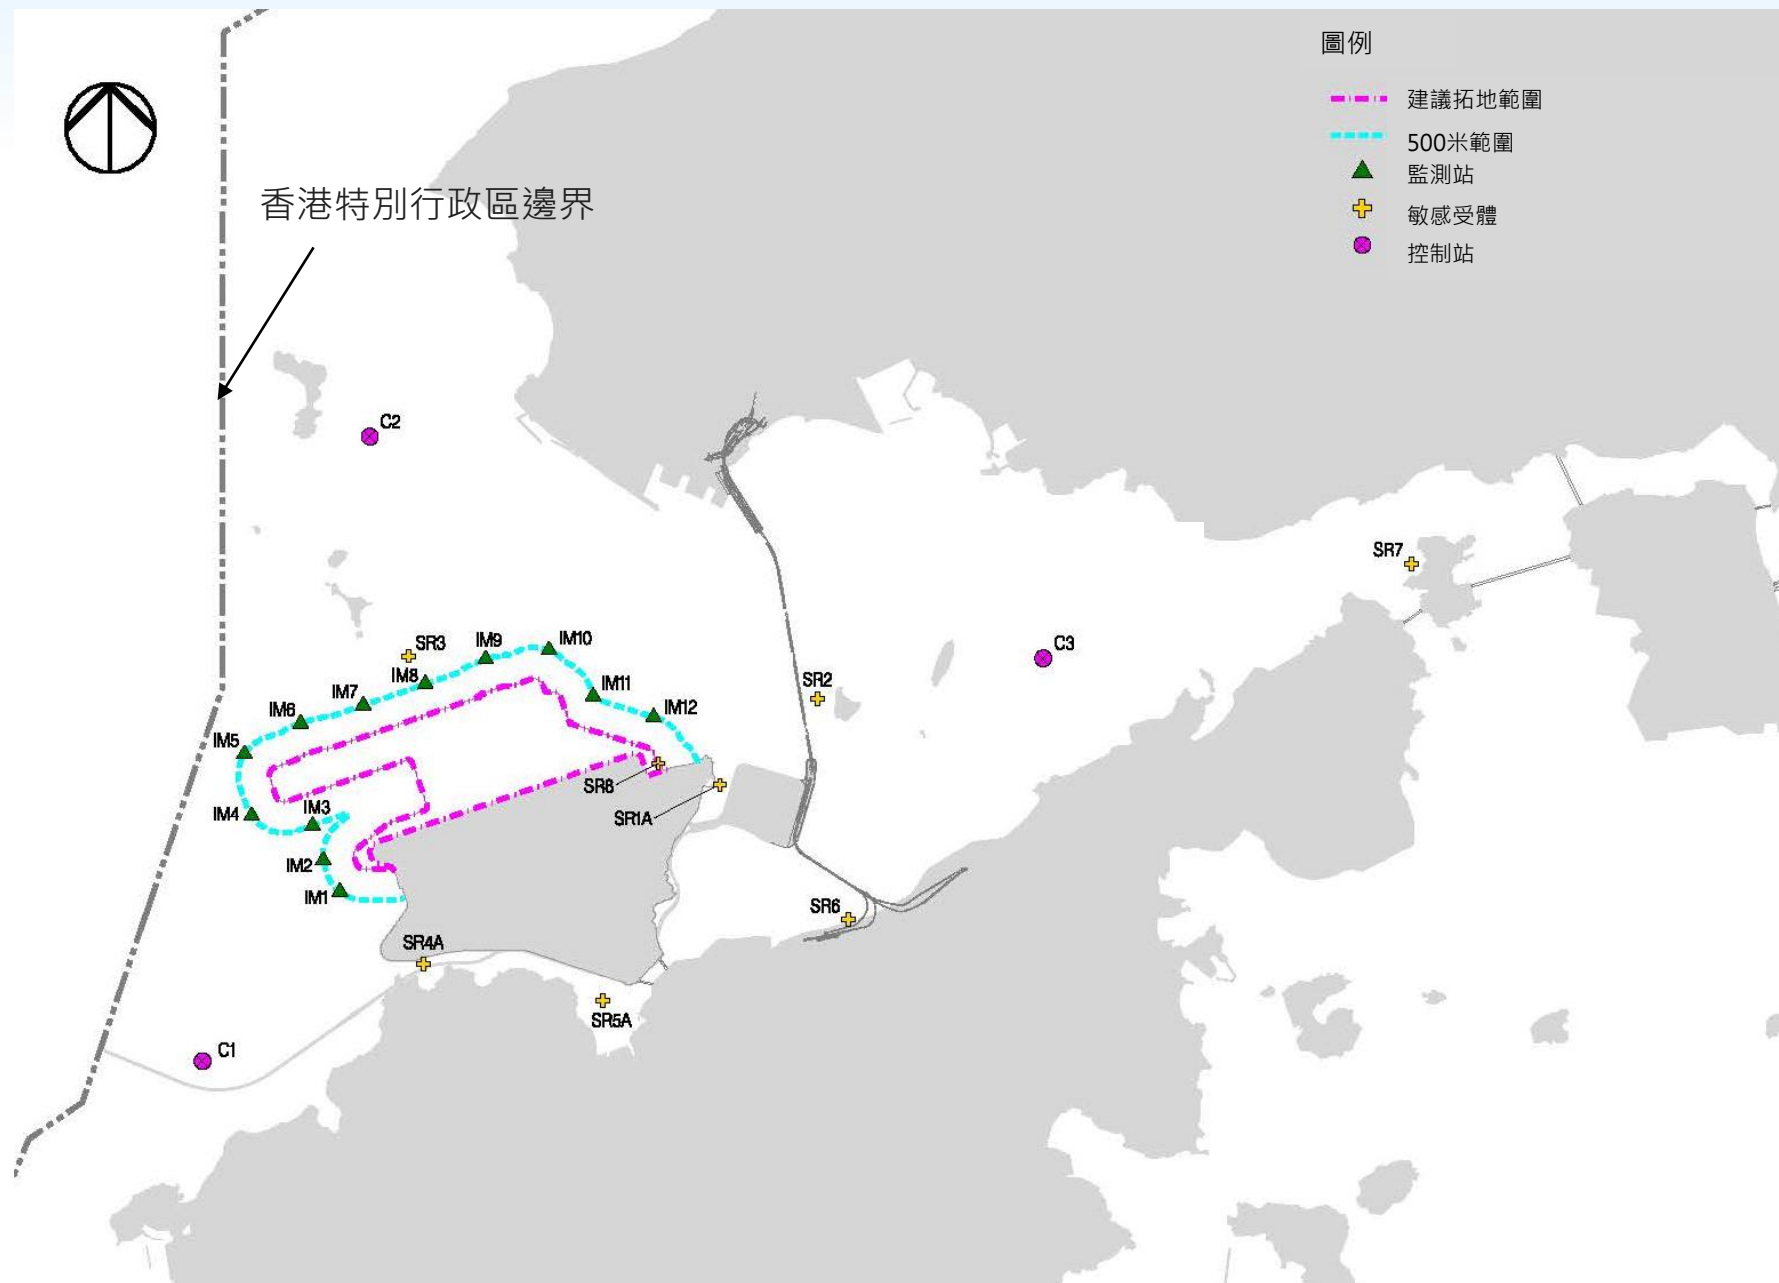 圖例
建議拓地範圍
500米範圍
監測站
敏感受體
控制站
香港特別行政區邊界
C2
SR7
SR3
IM9
IM10
C3
IM8
SR2
IM7
IM11
IM6
IM12
IM5
SR8
IM4
IM3
SR1A
IM2
IM1
SR6
SR4A
SR5A
C1